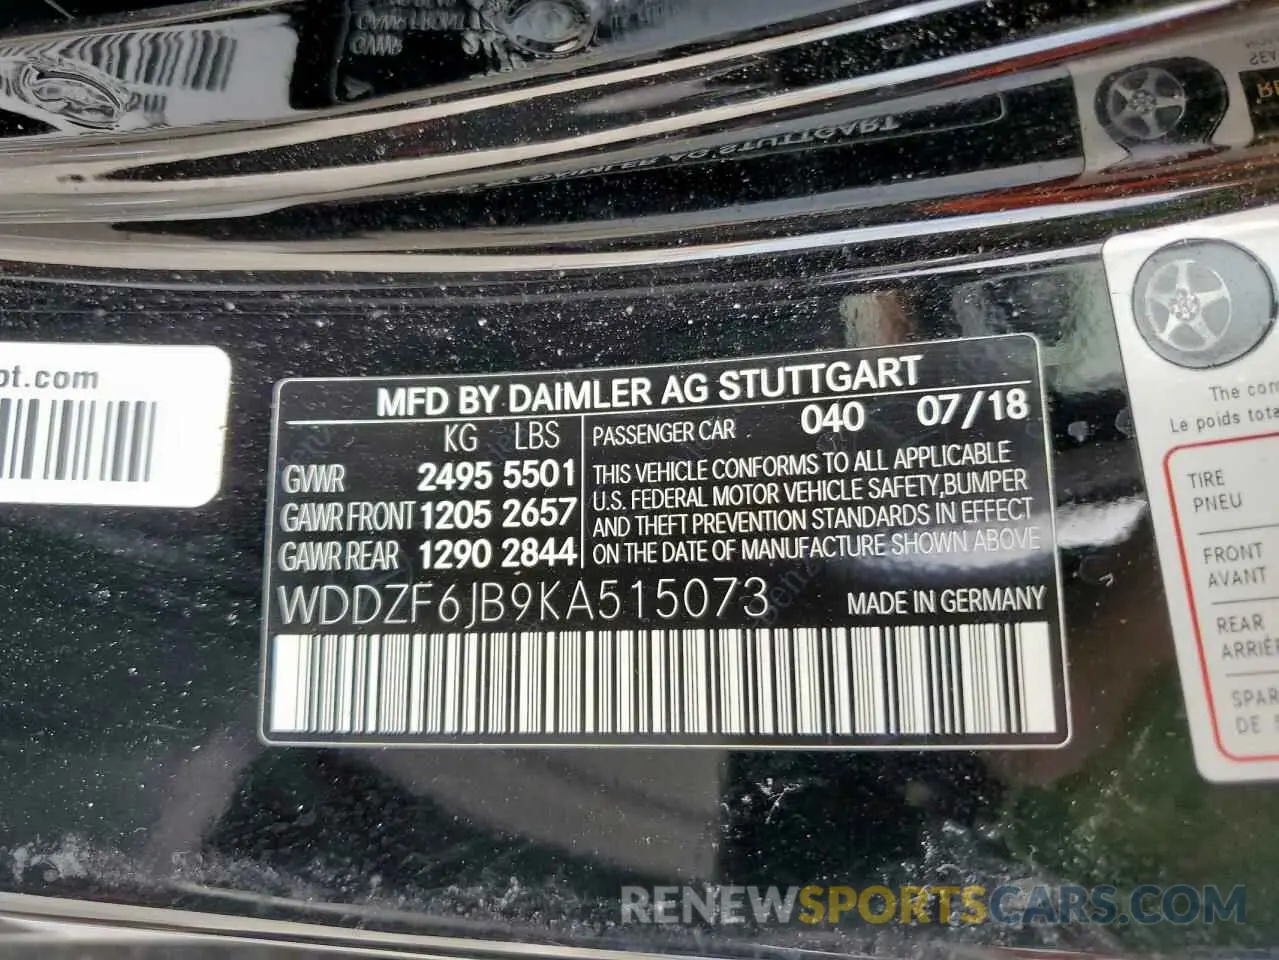 ot.com
MFD BY DAIMLER AG STUTTGART
KG LBS
PASSENGER CAR 040 07/18
GVWR 2495 5501
GAWR FRONT 1205 2657
GAWR REAR 1290 2844
THIS VEHICLE CONFORMS TO ALL APPLICABLE
U.S. FEDERAL MOTOR VEHICLE SAFETY,BUMPER
AND THEFT PREVENTION STANDARDS IN EFFECT
ON THE DATE OF MANUFACTURE SHOWN ABOVE
WDDZF6JB9KA515073
MADE IN GERMANY
The com
Le poids tota
TIRE
PNEU
FRONT
AVANT
REAR
ARRIÈ
SPAR
DE
RENEWSPORTSCARS.COM